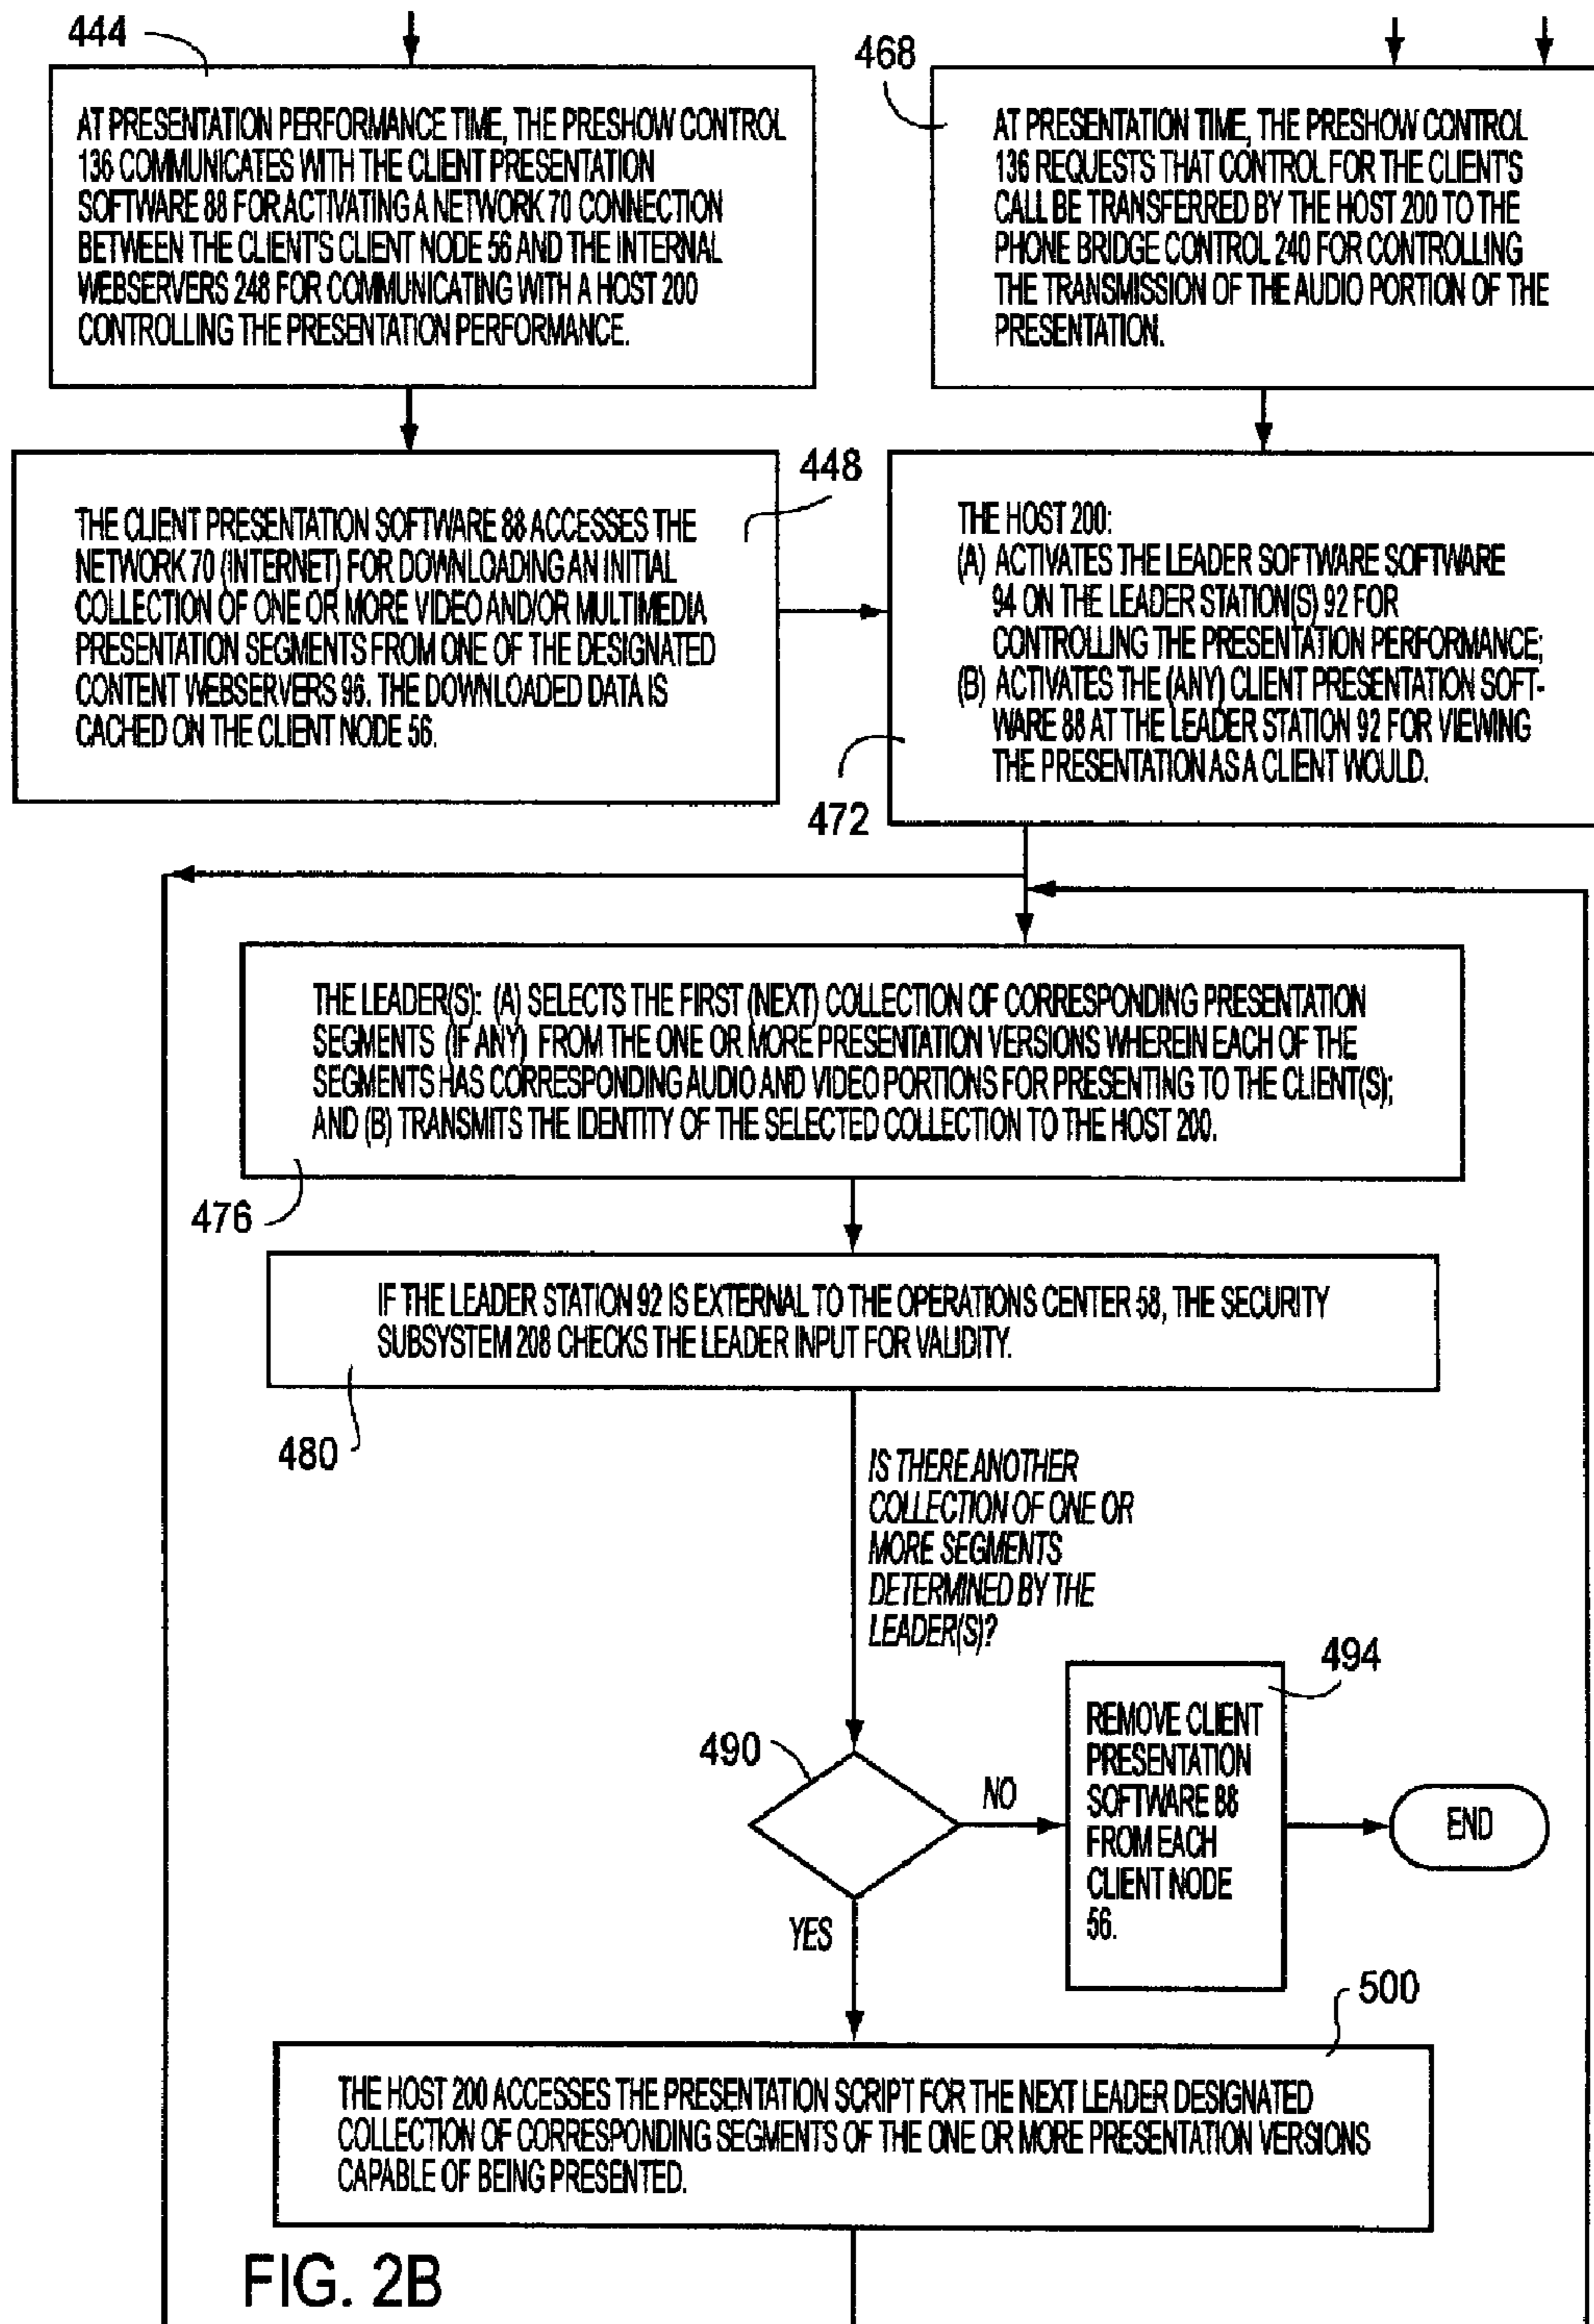 444
AT PRESENTATION PERFORMANCE TIME, THE PRESHOW CONTROL
136 COMMUNICATES WITH THE CLIENT PRESENTATION
SOFTWARE 88 FOR ACTIVATING A NETWORK 70 CONNECTION
BETWEEN THE CLIENT'S CLIENT NODE 56 AND THE INTERNAL
WEBSERVERS 248 FOR COMMUNICATING WITH A HOST 200
CONTROLLING THE PRESENTATION PERFORMANCE.
468
AT PRESENTATION TIME, THE PRESHOW CONTROL
136 REQUESTS THAT CONTROL FOR THE CLIENT'S
CALL BE TRANSFERRED BY THE HOST 200 TO THE
PHONE BRIDGE CONTROL 240 FOR CONTROLLING
THE TRANSMISSION OF THE AUDIO PORTION OF THE
PRESENTATION.
448
THE CLIENT PRESENTATION SOFTWARE 88 ACCESSES THE
NETWORK 70 (INTERNET) FOR DOWNLOADING AN INITIAL
COLLECTION OF ONE OR MORE VIDEO AND/OR MULTIMEDIA
PRESENTATION SEGMENTS FROM ONE OF THE DESIGNATED
CONTENT WEBSERVERS 96. THE DOWNLOADED DATA IS
CACHED ON THE CLIENT NODE 56.
THE HOST 200:
(A) ACTIVATES THE LEADER SOFTWARE SOFTWARE
94 ON THE LEADER STATION(S) 92 FOR
CONTROLLING THE PRESENTATION PERFORMANCE;
(B) ACTIVATES THE (ANY) CLIENT PRESENTATION SOFT-
WARE 88 AT THE LEADER STATION 92 FOR VIEWING
THE PRESENTATION AS A CLIENT WOULD.
472
THE LEADER(S): (A) SELECTS THE FIRST (NEXT) COLLECTION OF CORRESPONDING PRESENTATION
SEGMENTS (IF ANY) FROM THE ONE OR MORE PRESENTATION VERSIONS WHEREIN EACH OF THE
SEGMENTS HAS CORRESPONDING AUDIO AND VIDEO PORTIONS FOR PRESENTING TO THE CLIENT(S);
AND (B) TRANSMITS THE IDENTITY OF THE SELECTED COLLECTION TO THE HOST 200.
476
IF THE LEADER STATION 92 IS EXTERNAL TO THE OPERATIONS CENTER 58, THE SECURITY
SUBSYSTEM 208 CHECKS THE LEADER INPUT FOR VALIDITY.
480
IS THERE ANOTHER
COLLECTION OF ONE OR
MORE SEGMENTS
DETERMINED BY THE
LEADER(S)?
490
NO
494
REMOVE CLIENT
PRESENTATION
SOFTWARE 88
FROM EACH
CLIENT NODE
56.
END
YES
500
THE HOST 200 ACCESSES THE PRESENTATION SCRIPT FOR THE NEXT LEADER DESIGNATED
COLLECTION OF CORRESPONDING SEGMENTS OF THE ONE OR MORE PRESENTATION VERSIONS
CAPABLE OF BEING PRESENTED.
FIG. 2B